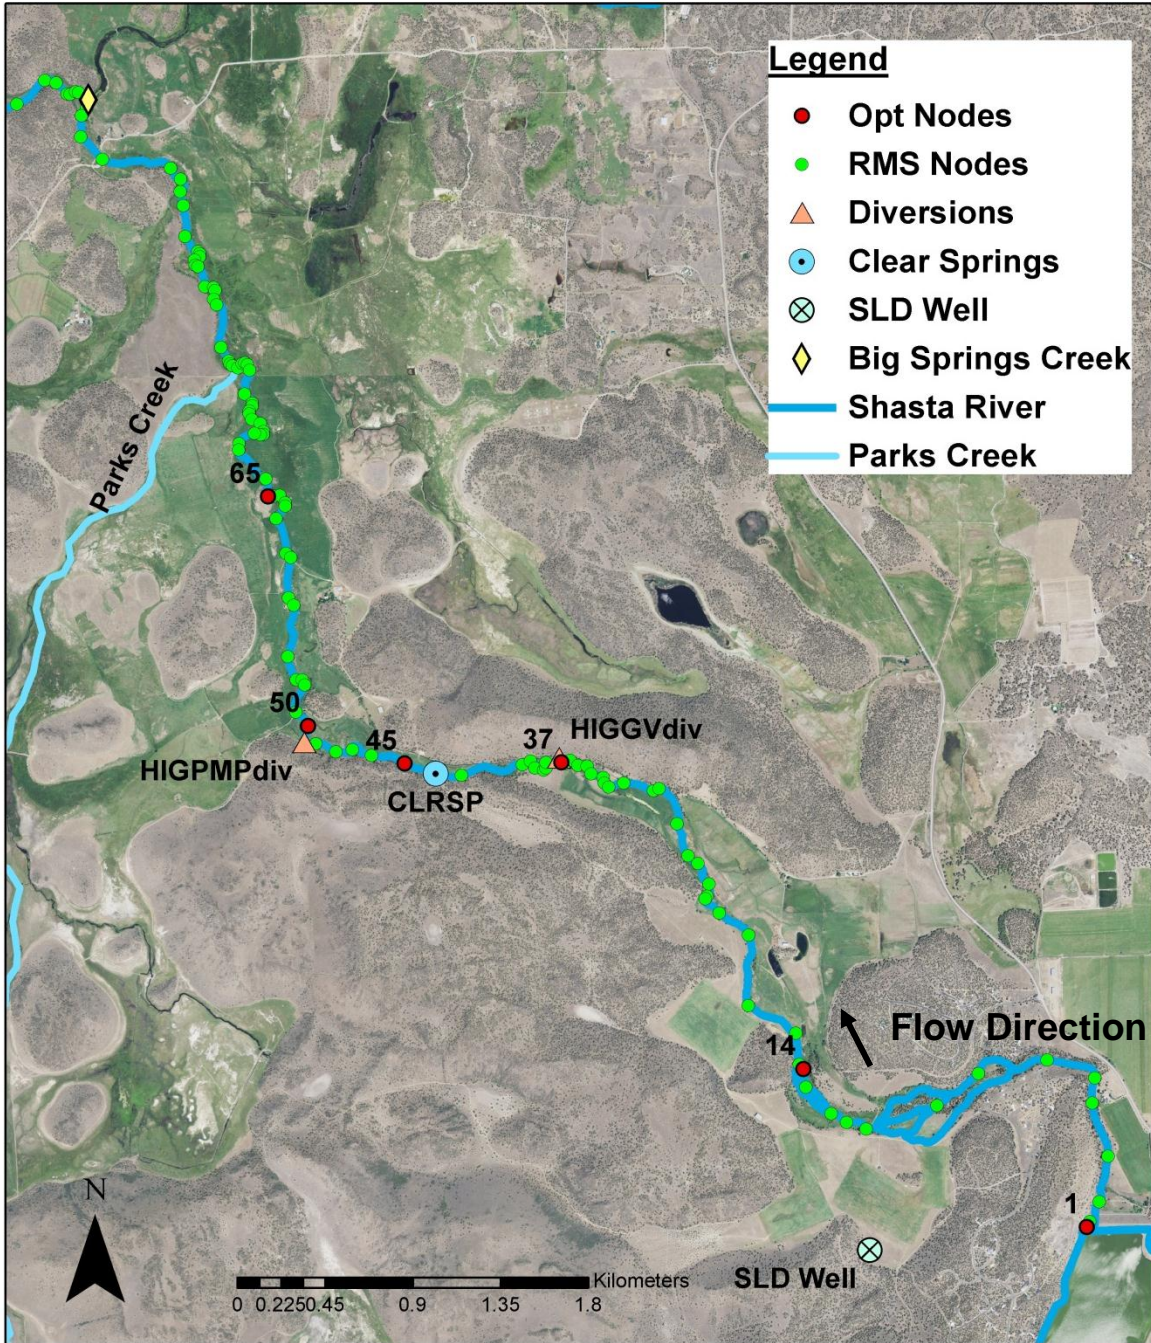 Legend
Opt Nodes
RMS Nodes
Diversions
Clear Springs
SLD Well
Big Springs Creek
Shasta River
Parks Creek
Parks Creek
65
50
45
37
HIGGVdiv
HIGPMPdiv
CLRSP
14
Flow Direction
1
N
SLD Well
Kilometers
0 0.2250.45 0.9 1.35 1.8